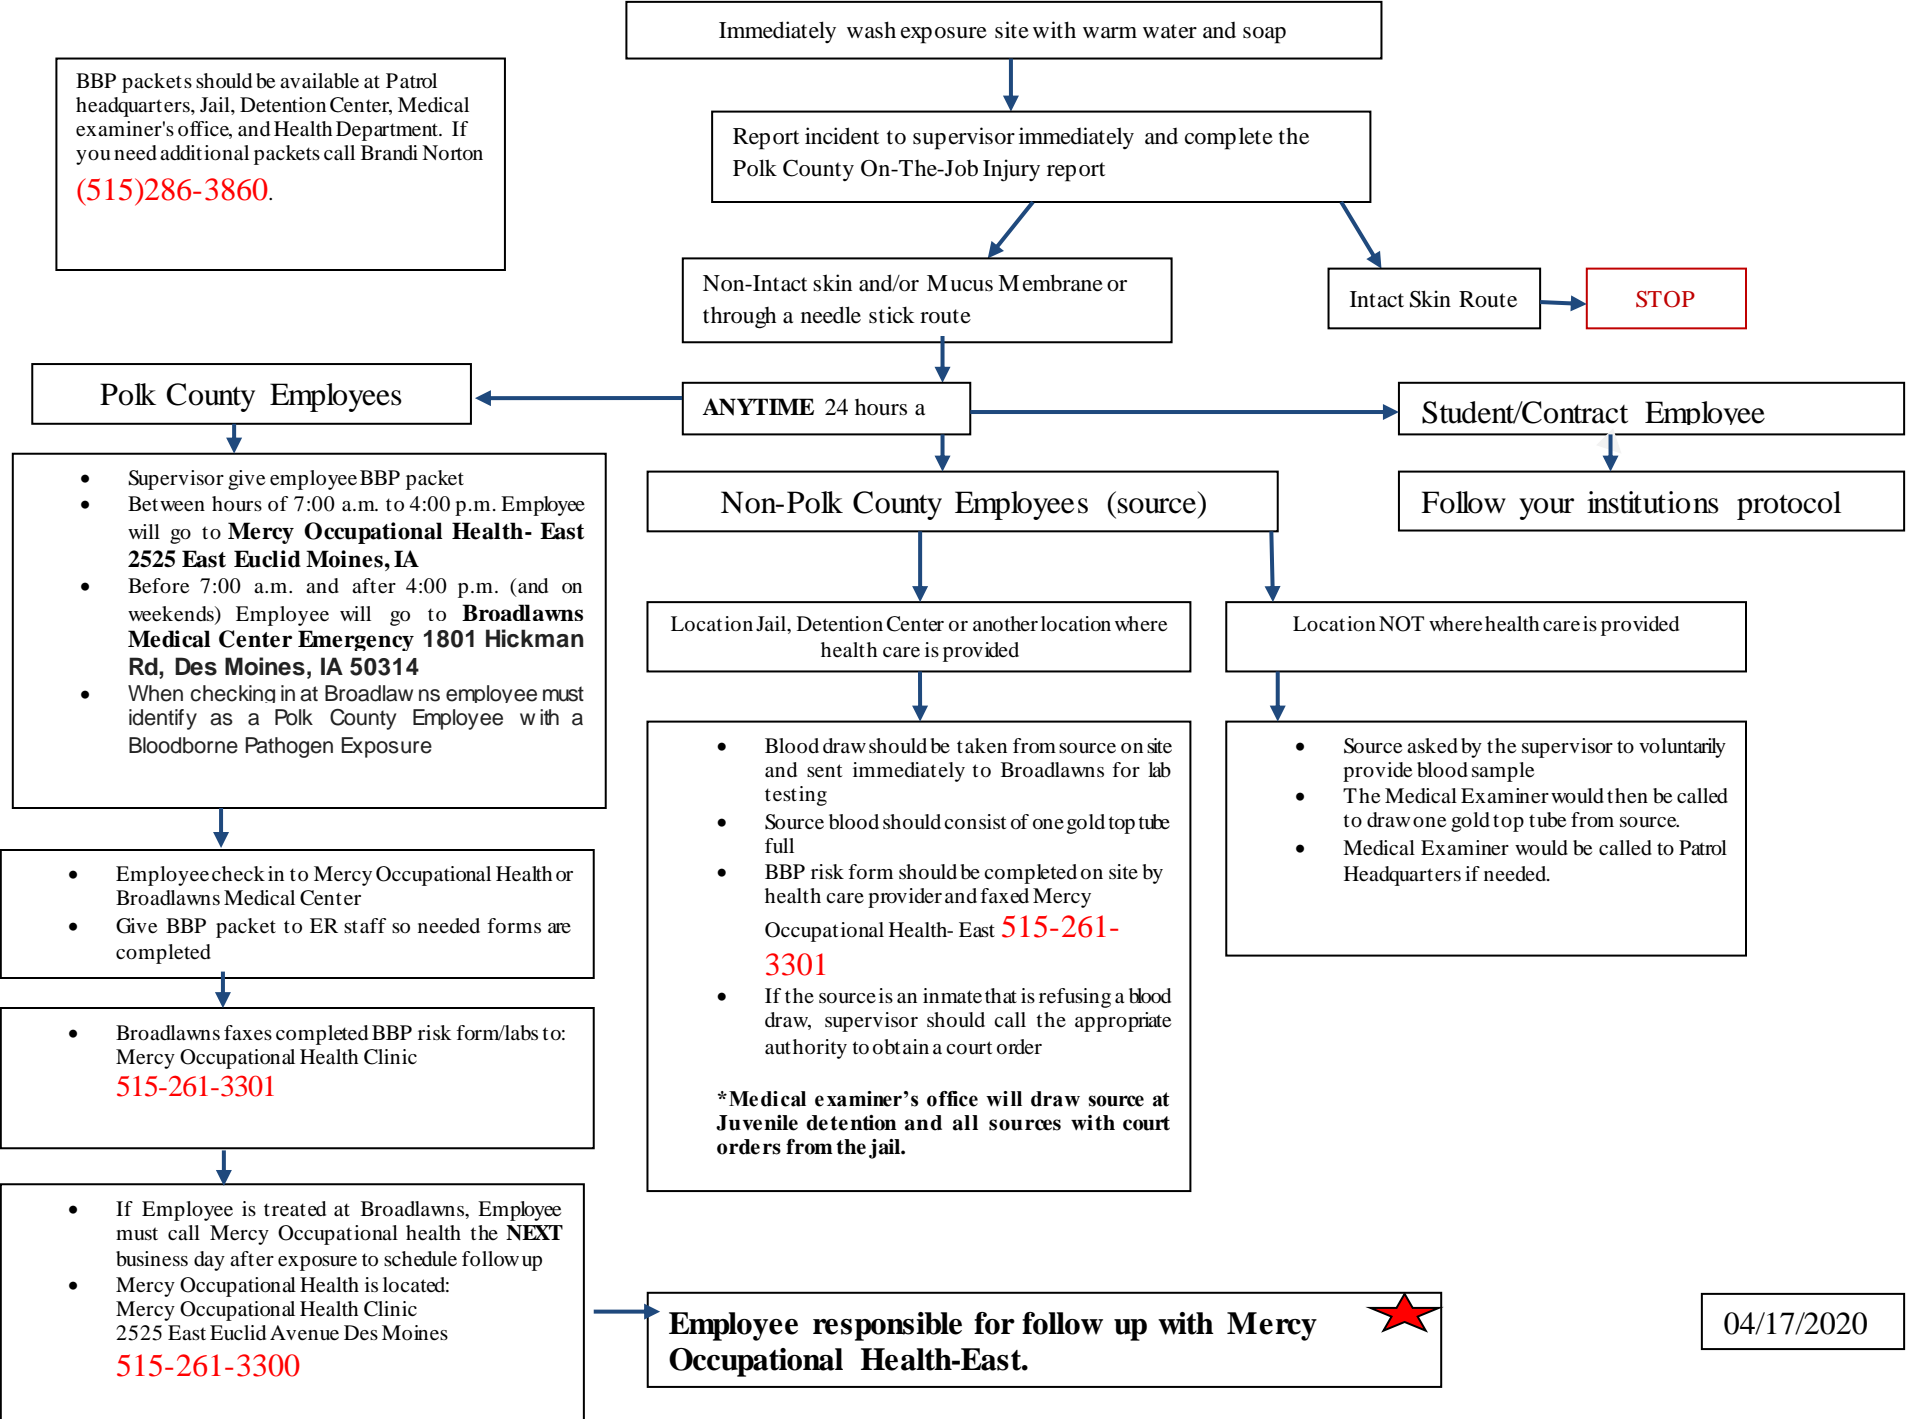 Immediately wash exposure site with warm water and soap
BBP packets should be available at Patrol
headquarters, Jail, Detention Center, Medical
examiner's office, and Health Department. If
you need additional packets call Brandi Norton
(515)286-3860.
Report incident to supervisor immediately and complete the
Polk County On-The-Job Injury report
Non-Intact skin and/or Mucus Membrane or
through a needle stick route
Intact Skin Route
STOP
Polk County Employees
ANYTIME 24 hours a
Student/Contract Employee
Supervisor give employee BBP packet
Between hours of 7:00 a.m. to 4:00 p.m. Employee
will go to Mercy Occupational Health- East
2525 East Euclid Moines, IA
Before 7:00 a.m. and after 4:00 p.m. (and on
weekends) Employee will go to Broadlawns
Medical Center Emergency 1801 Hickman
Rd, Des Moines, IA 50314
When checking in at Broadlawns employee must
identify as a Polk County Employee with a
Bloodborne Pathogen Exposure
Non-Polk County Employees (source)
Follow your institutions protocol
Location Jail, Detention Center or another location where
health care is provided
Location NOT where health care is provided
Blood draw should be taken from source on site
and sent immediately to Broadlawns for lab
testing
Source blood should consist of one gold top tube
full
BBP risk form should be completed on site by
health care provider and faxed Mercy
Occupational Health- East 515-261-
3301
If the source is an inmate that is refusing a blood
draw, supervisor should call the appropriate
authority to obtain a court order
*Medical examiner’s office will draw source at
Juvenile detention and all sources with court
orders from the jail.
Source asked by the supervisor to voluntarily
provide blood sample
The Medical Examiner would then be called
to draw one gold top tube from source.
Medical Examiner would be called to Patrol
Headquarters if needed.
Employee check in to Mercy Occupational Health or
Broadlawns Medical Center
Give BBP packet to ER staff so needed forms are
completed
Broadlawns faxes completed BBP risk form/labs to:
Mercy Occupational Health Clinic
515-261-3301
If Employee is treated at Broadlawns, Employee
must call Mercy Occupational health the NEXT
business day after exposure to schedule follow up
Mercy Occupational Health is located:
Mercy Occupational Health Clinic
2525 East Euclid Avenue Des Moines
515-261-3300
Employee responsible for follow up with Mercy
Occupational Health-East.
04/17/2020